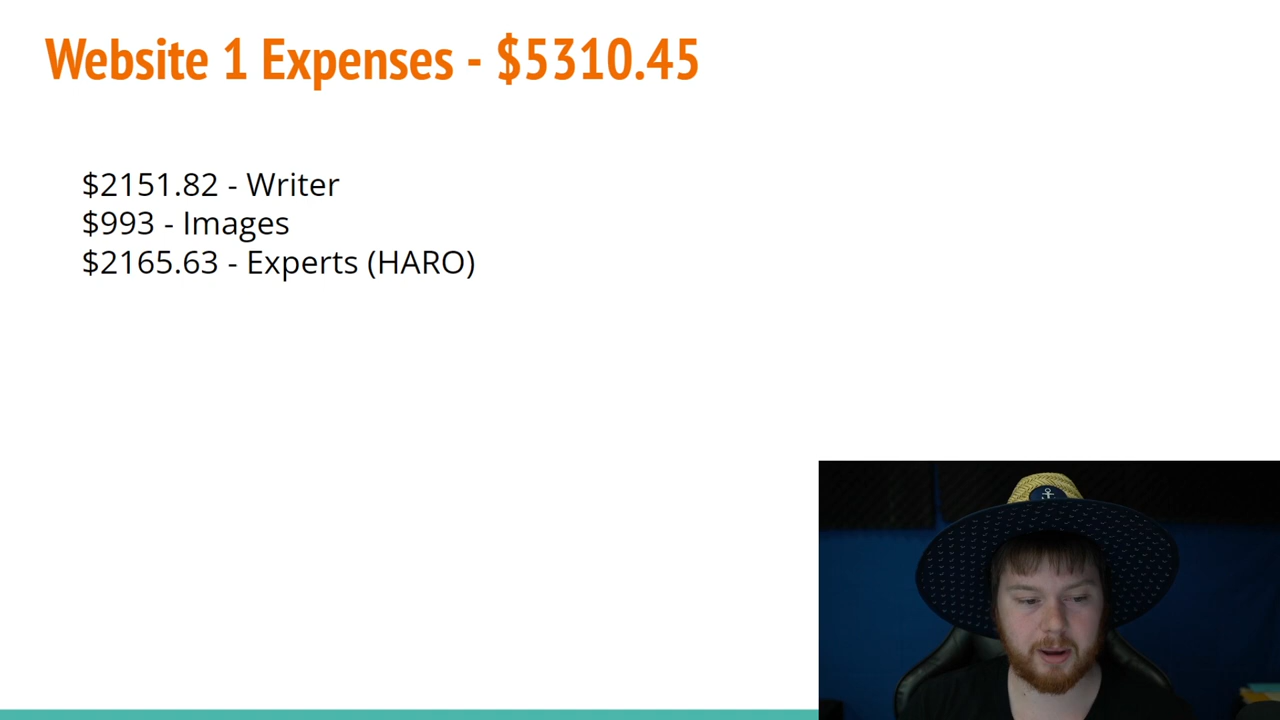 Website 1 Expenses - $5310.45
$2151.82 - Writer
$993 - Images
$2165.63 - Experts (HARO)